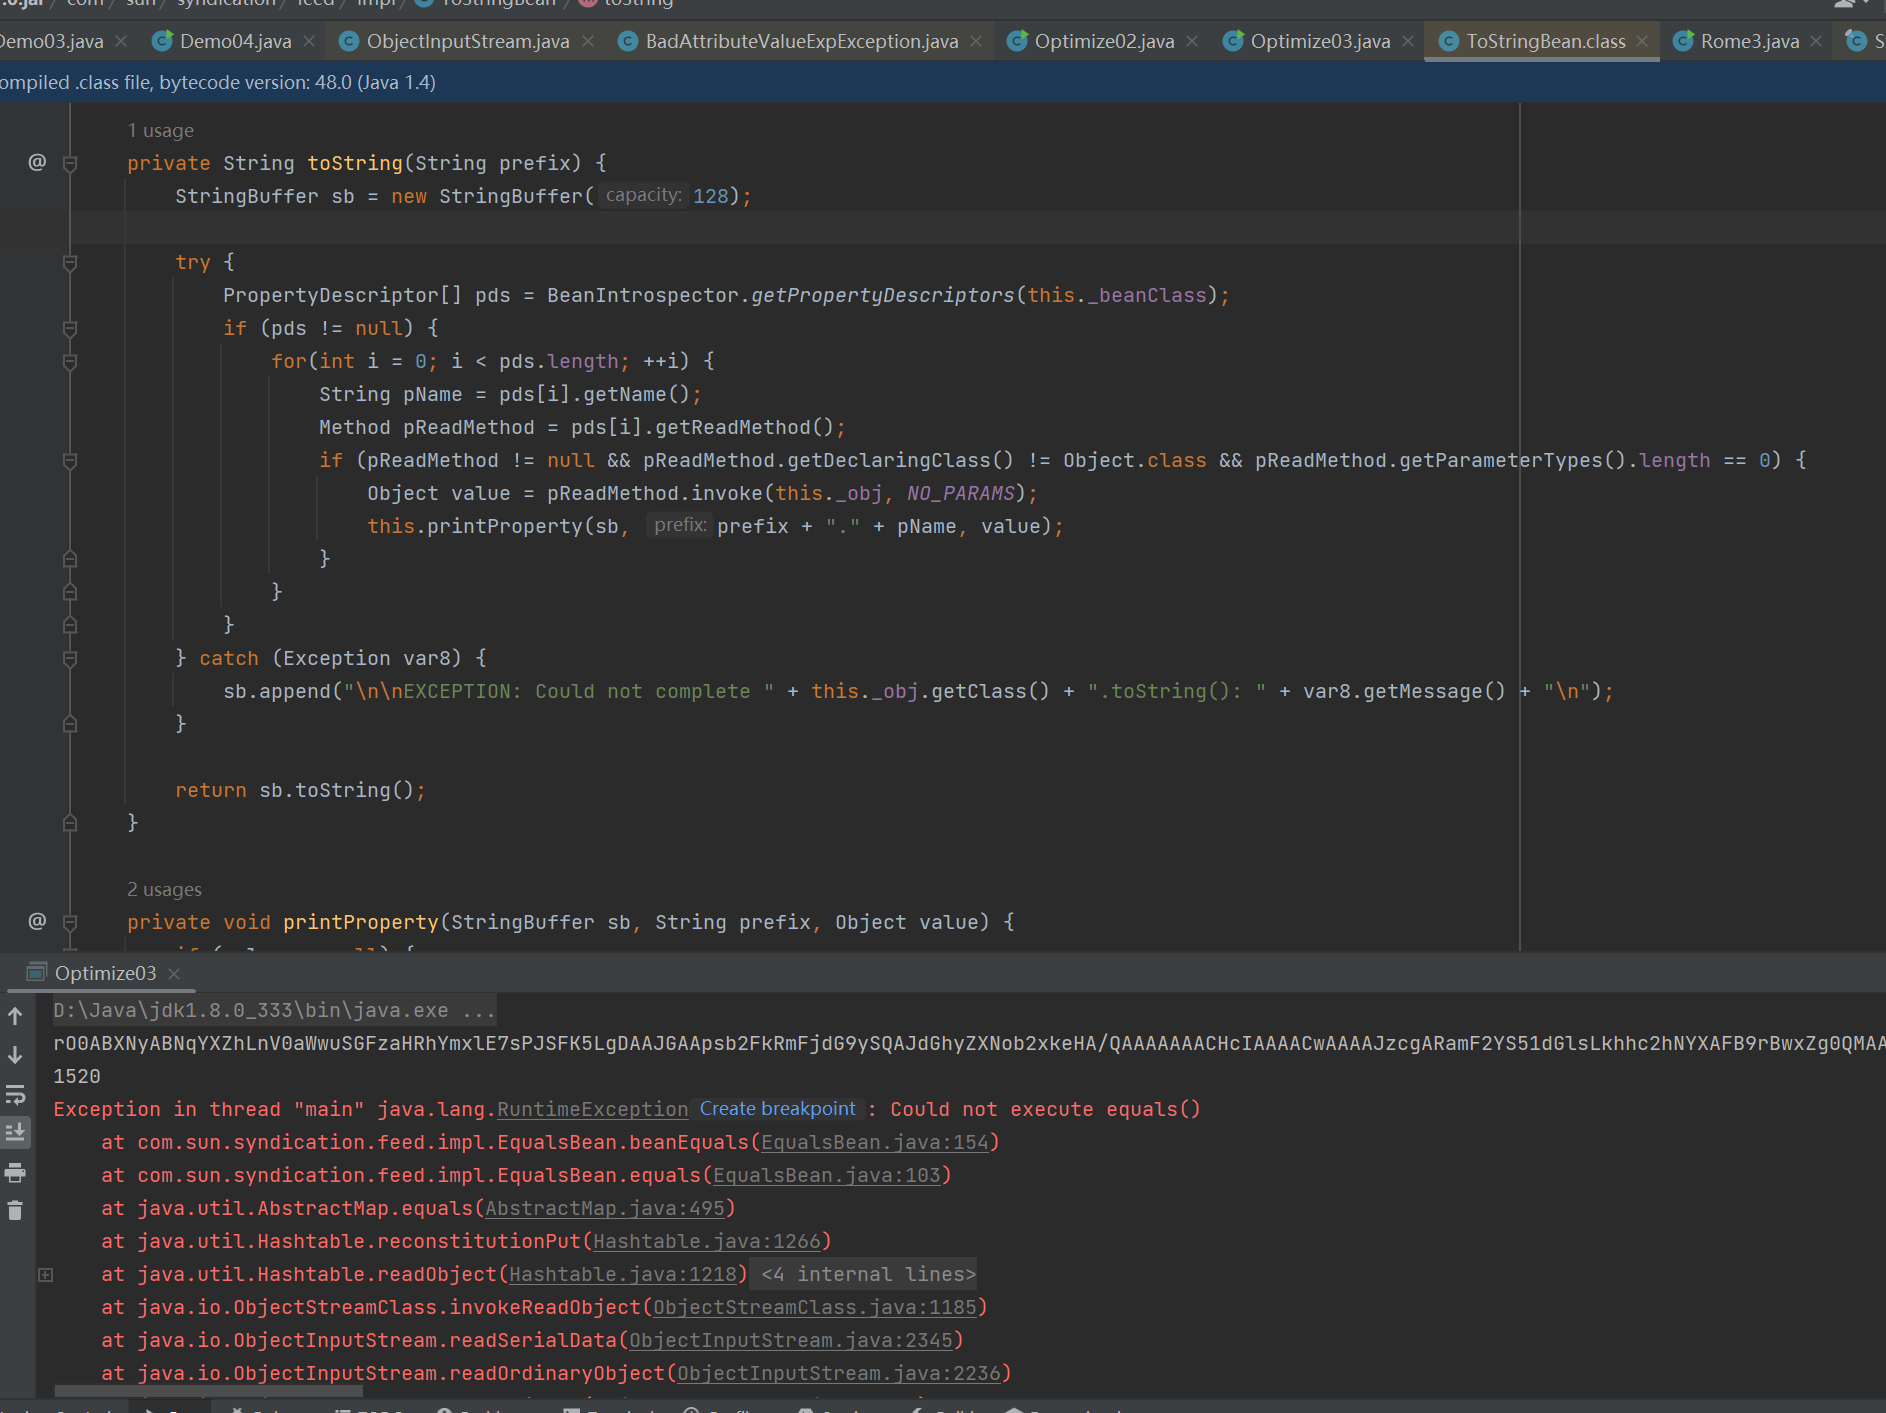 .0.jar / com / sun / syndication / feed / impl / ToStringBean / toString
Demo03.java Demo04.java ObjectInputStream.java BadAttributeValueExpException.java Optimize02.java Optimize03.java ToStringBean.class Rome3.java S
ompiled .class file, bytecode version: 48.0 (Java 1.4)
1 usage
@ private String toString(String prefix) {
StringBuffer sb = new StringBuffer( capacity: 128);
try {
PropertyDescriptor[] pds = BeanIntrospector.getPropertyDescriptors(this._beanClass);
if (pds != null) {
for(int i = 0; i < pds.length; ++i) {
String pName = pds[i].getName();
Method pReadMethod = pds[i].getReadMethod();
if (pReadMethod != null && pReadMethod.getDeclaringClass() != Object.class && pReadMethod.getParameterTypes().length == 0) {
Object value = pReadMethod.invoke(this._obj, NO_PARAMS);
this.printProperty(sb, prefix: prefix + "." + pName, value);
}
}
}
} catch (Exception var8) {
sb.append("\n\nEXCEPTION: Could not complete " + this._obj.getClass() + ".toString(): " + var8.getMessage() + "\n");
}
return sb.toString();
}
2 usages
@ private void printProperty(StringBuffer sb, String prefix, Object value) {
Optimize03
D:\Java\jdk1.8.0_333\bin\java.exe ...
rO0ABXNyABNqYXZhLnV0aWwuSGFzaHRhYmxlE7sPJSFK5LgDAAJGAApsb2FkRmFjdG9ySQAJdGhyZXNob2xkeHA/QAAAAAAACHcIAAAACwAAAAJzcgARamF2YS51dGlsLkhhc2hNYXAFB9rBwxZg0QMAA
1520
Exception in thread "main" java.lang.RuntimeException Create breakpoint : Could not execute equals()
at com.sun.syndication.feed.impl.EqualsBean.beanEquals(EqualsBean.java:154)
at com.sun.syndication.feed.impl.EqualsBean.equals(EqualsBean.java:103)
at java.util.AbstractMap.equals(AbstractMap.java:495)
at java.util.Hashtable.reconstitutionPut(Hashtable.java:1266)
at java.util.Hashtable.readObject(Hashtable.java:1218) <4 internal lines>
at java.io.ObjectStreamClass.invokeReadObject(ObjectStreamClass.java:1185)
at java.io.ObjectInputStream.readSerialData(ObjectInputStream.java:2345)
at java.io.ObjectInputStream.readOrdinaryObject(ObjectInputStream.java:2236)